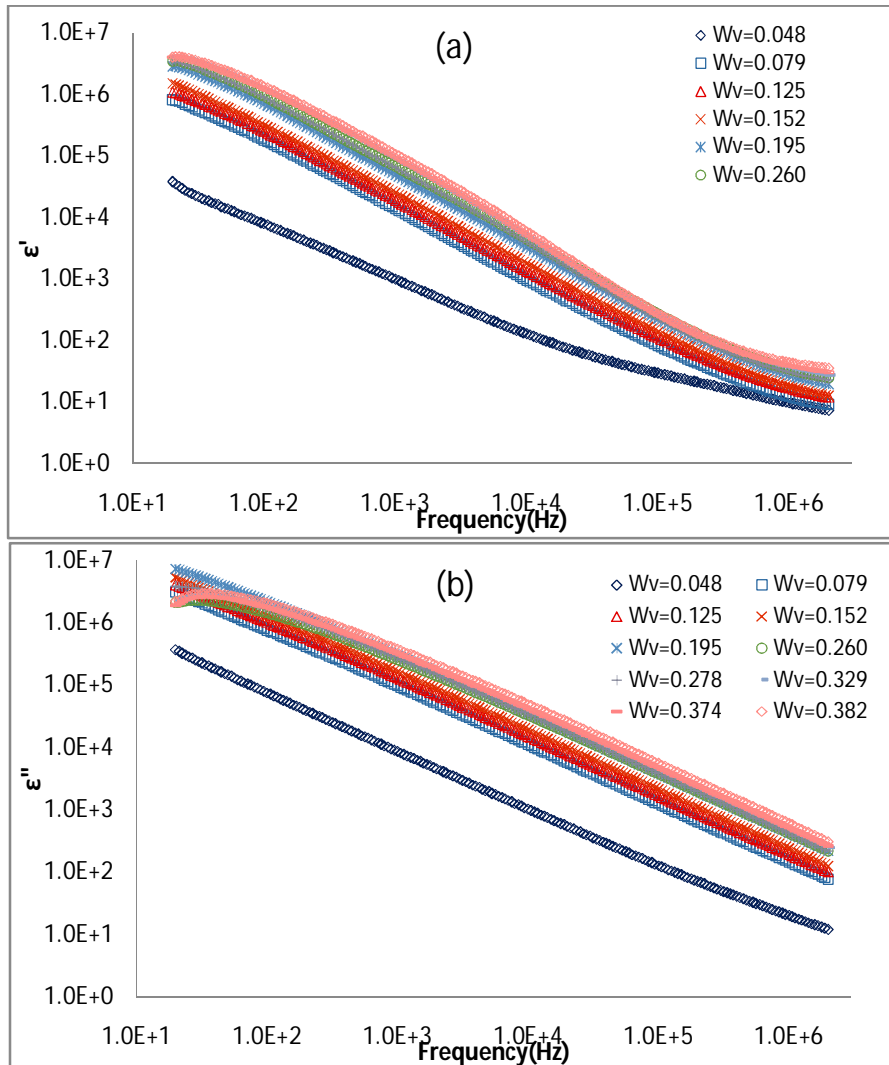 (a)
1.0E+7
1.0E+6
1.0E+5
1.0E+4
1.0E+3
1.0E+2
1.0E+1
1.0E+0
ε'
Wv=0.048
Wv=0.079
Wv=0.125
Wv=0.152
Wv=0.195
Wv=0.260
1.0E+1 1.0E+2 1.0E+3 1.0E+4 1.0E+5 1.0E+6
Frequency(Hz)
(b)
1.0E+7
1.0E+6
1.0E+5
1.0E+4
1.0E+3
1.0E+2
1.0E+1
1.0E+0
ε"
Wv=0.048 Wv=0.079
Wv=0.125 Wv=0.152
Wv=0.195 Wv=0.260
Wv=0.278 Wv=0.329
Wv=0.374 Wv=0.382
1.0E+1 1.0E+2 1.0E+3 1.0E+4 1.0E+5 1.0E+6
Frequency(Hz)